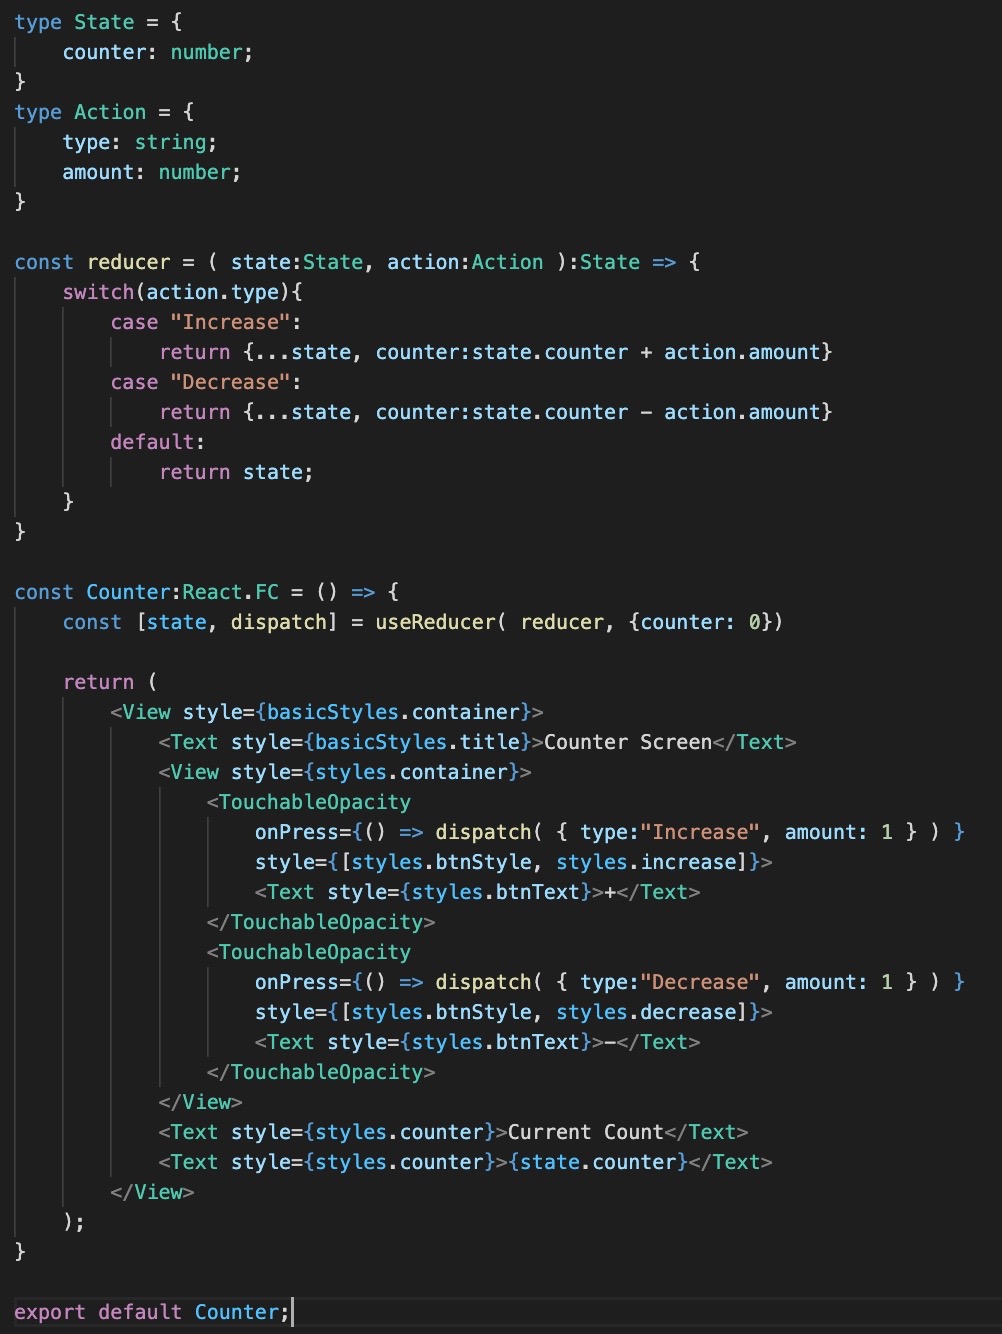 type State = {
    counter: number;
}
type Action = {
    type: string;
    amount: number;
}

const reducer = ( state:State, action:Action ):State => {
    switch(action.type){
        case "Increase":
            return {...state, counter:state.counter + action.amount}
        case "Decrease":
            return {...state, counter:state.counter - action.amount}
        default:
            return state;
    }
}

const Counter:React.FC = () => {
    const [state, dispatch] = useReducer( reducer, {counter: 0})

    return (
        <View style={basicStyles.container}>
            <Text style={basicStyles.title}>Counter Screen</Text>
            <View style={styles.container}>
                <TouchableOpacity
                    onPress={() => dispatch( { type:"Increase", amount: 1 } ) }
                    style={[styles.btnStyle, styles.increase]}>
                    <Text style={styles.btnText}>+</Text>
                </TouchableOpacity>
                <TouchableOpacity
                    onPress={() => dispatch( { type:"Decrease", amount: 1 } ) }
                    style={[styles.btnStyle, styles.decrease]}>
                    <Text style={styles.btnText}>-</Text>
                </TouchableOpacity>
            </View>
            <Text style={styles.counter}>Current Count</Text>
            <Text style={styles.counter}>{state.counter}</Text>
        </View>
    );
}

export default Counter;